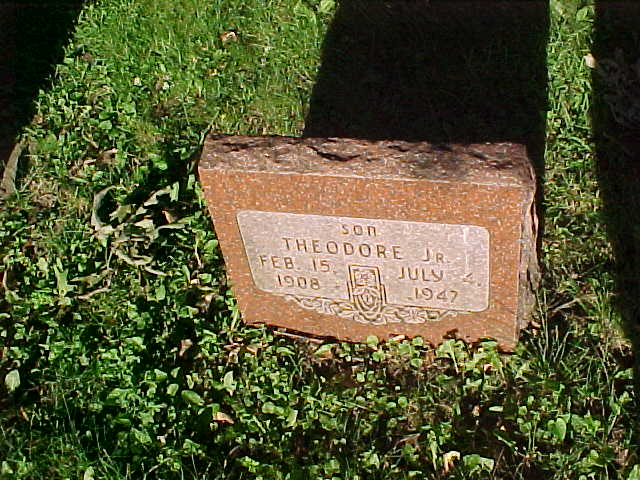 SON
THEODORE JR.
FEB. 15, JULY 4,
1908 - 1947